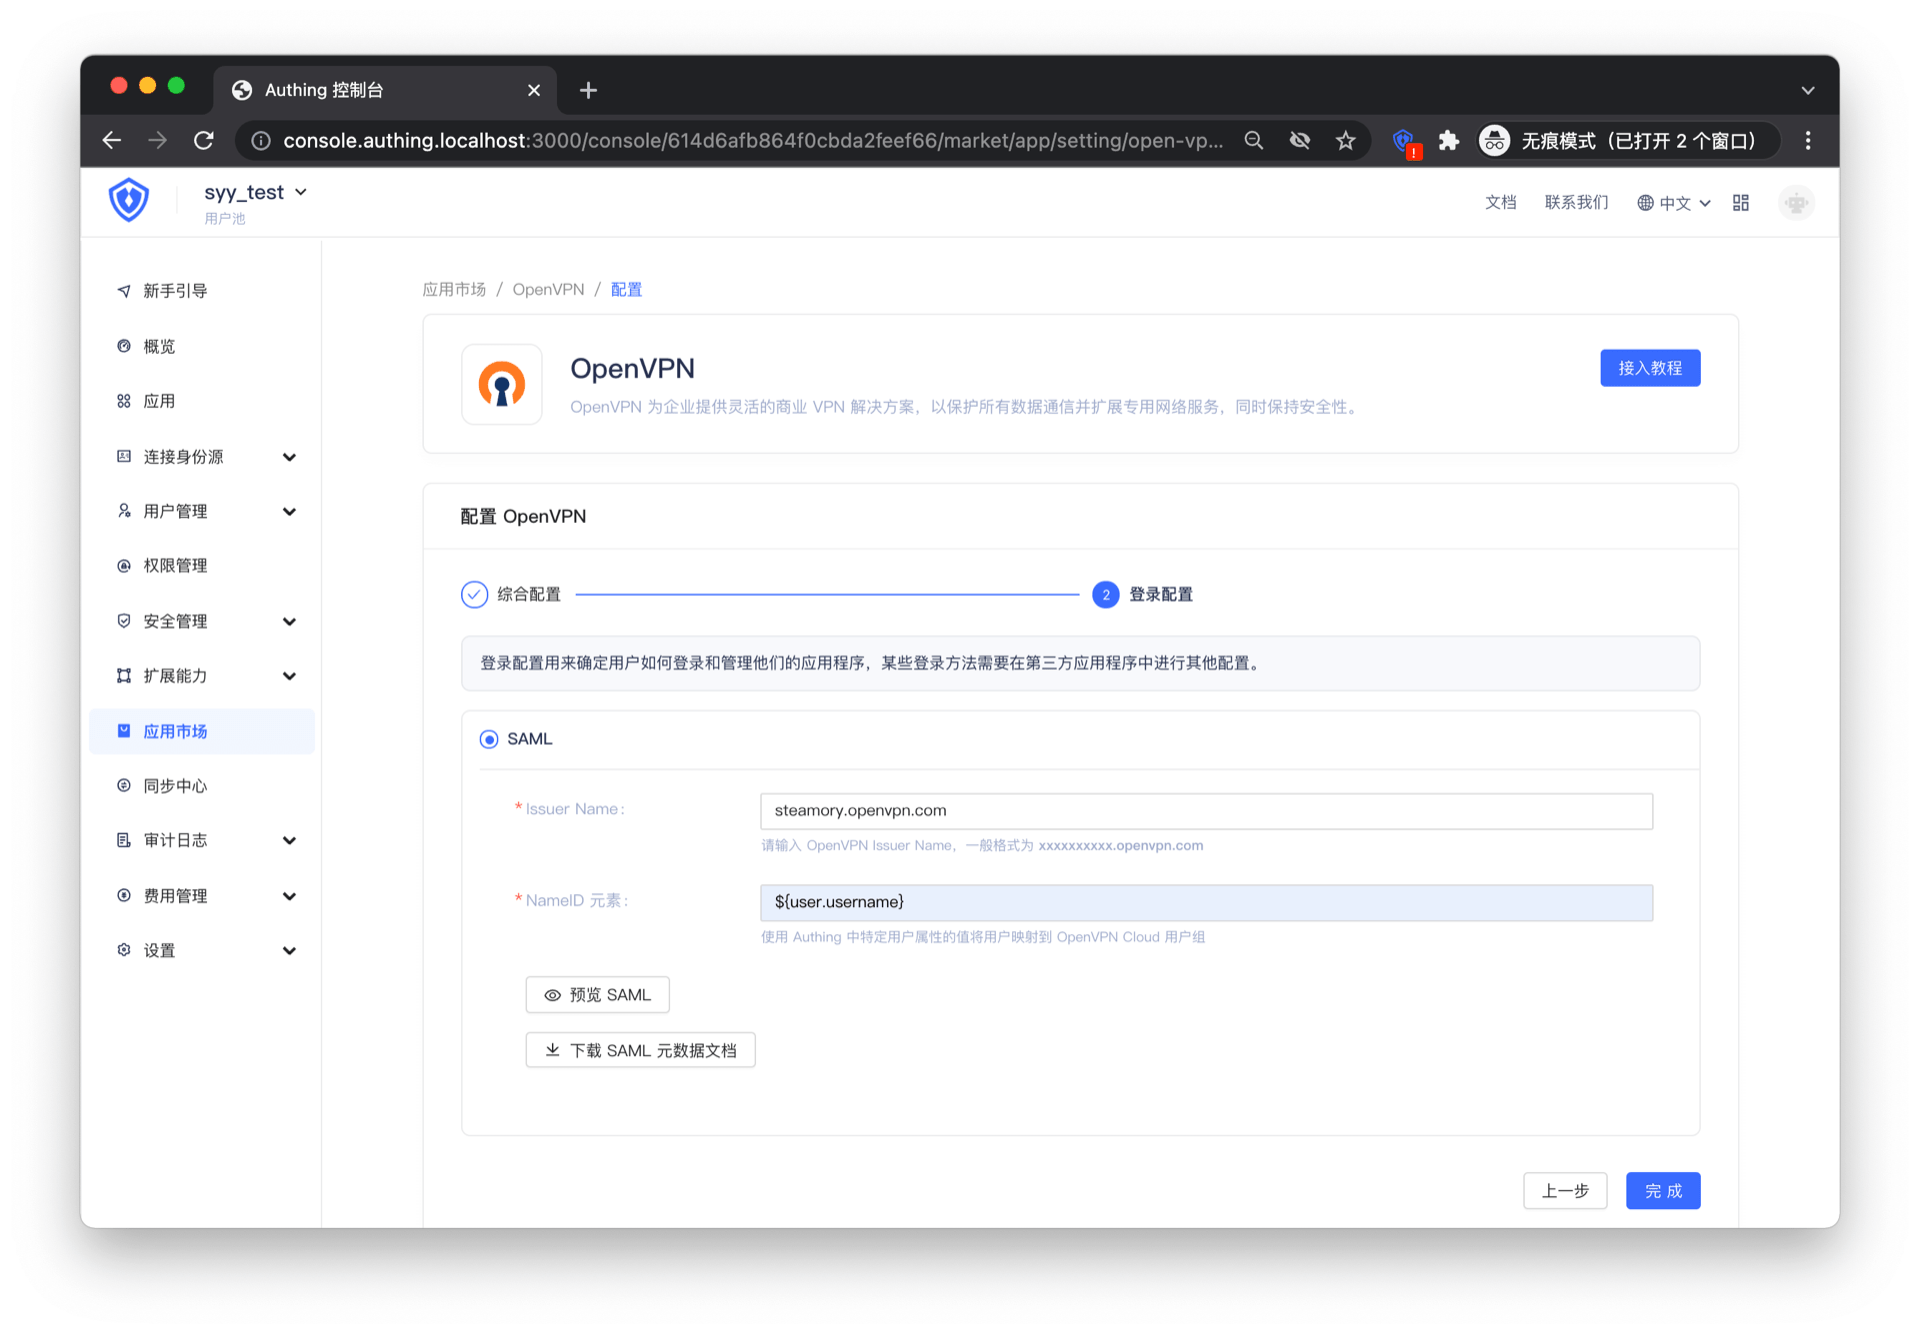 Authing 控制台
console.authing.localhost:3000/console/614d6afb864f0cbda2feef66/market/app/setting/open-vp...
无痕模式（已打开 2 个窗口）
syy_test
用户池
文档
联系我们
中文
新手引导
概览
应用
连接身份源
用户管理
权限管理
安全管理
扩展能力
应用市场
同步中心
审计日志
费用管理
设置
应用市场 / OpenVPN / 配置
OpenVPN
OpenVPN 为企业提供灵活的商业 VPN 解决方案，以保护所有数据通信并扩展专用网络服务，同时保持安全性。
接入教程
配置 OpenVPN
综合配置
2 登录配置
登录配置用来确定用户如何登录和管理他们的应用程序，某些登录方法需要在第三方应用程序中进行其他配置。
SAML
* Issuer Name:
steamory.openvpn.com
请输入 OpenVPN Issuer Name，一般格式为 xxxxxxxxxx.openvpn.com
* NameID 元素:
${user.username}
使用 Authing 中特定用户属性的值将用户映射到 OpenVPN Cloud 用户组
预览 SAML
下载 SAML 元数据文档
上一步
完 成